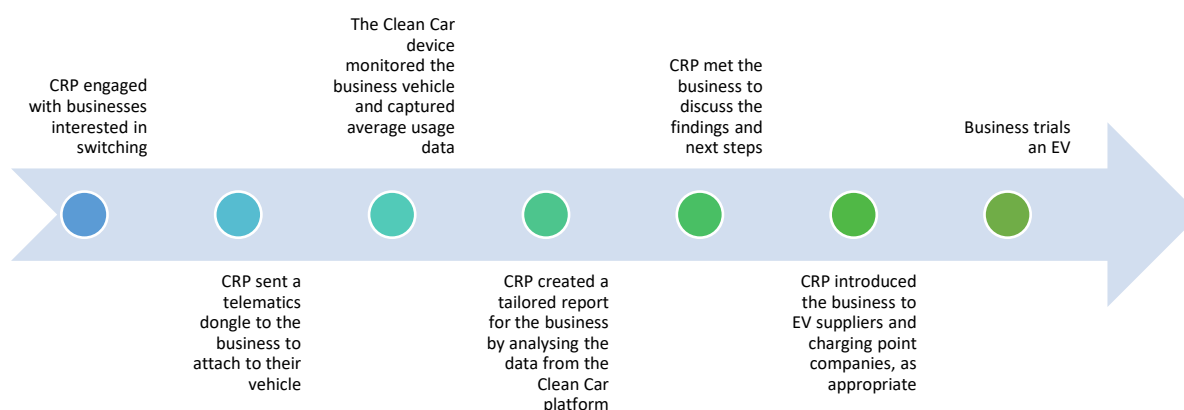 CRP engaged
with businesses
interested in
switching
CRP sent a
telematics
dongle to the
business to
attach to their
vehicle
The Clean Car
device
monitored the
business vehicle
and captured
average usage
data
CRP created a
tailored report
for the business
by analysing the
data from the
Clean Car
platform
CRP met the
business to
discuss the
findings and
next steps
CRP introduced
the business to
EV suppliers and
charging point
companies, as
appropriate
Business trials
an EV